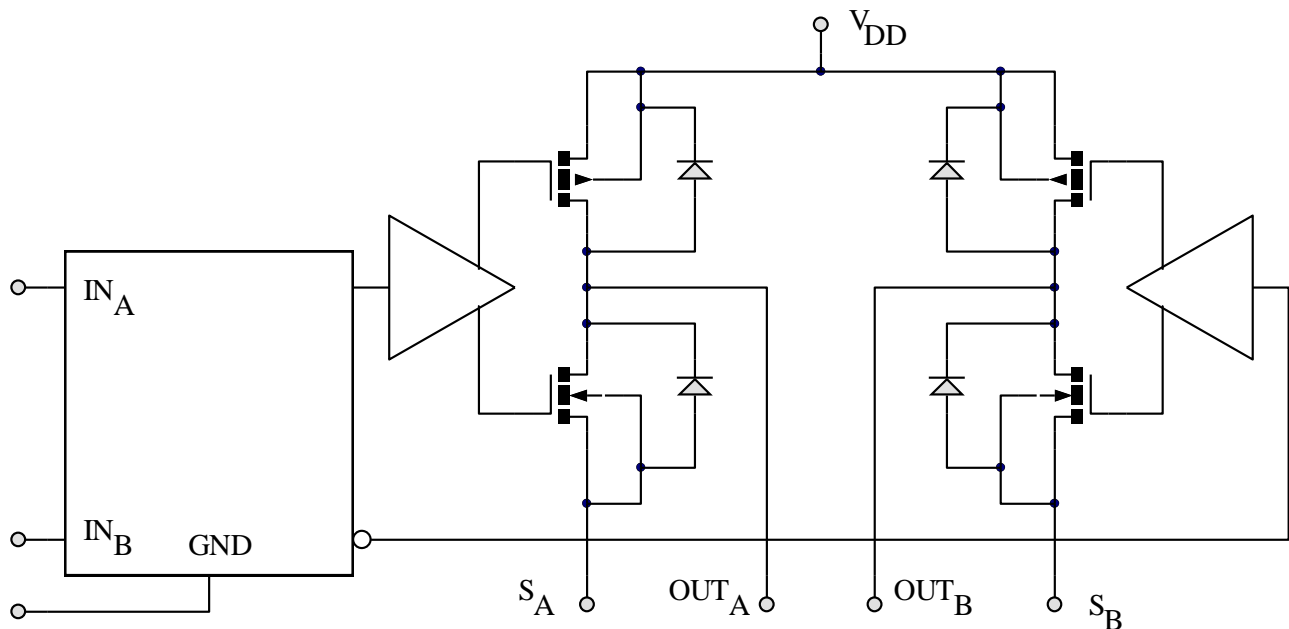 VDD
INA
INB
GND
SA
OUTA
OUTB
SB